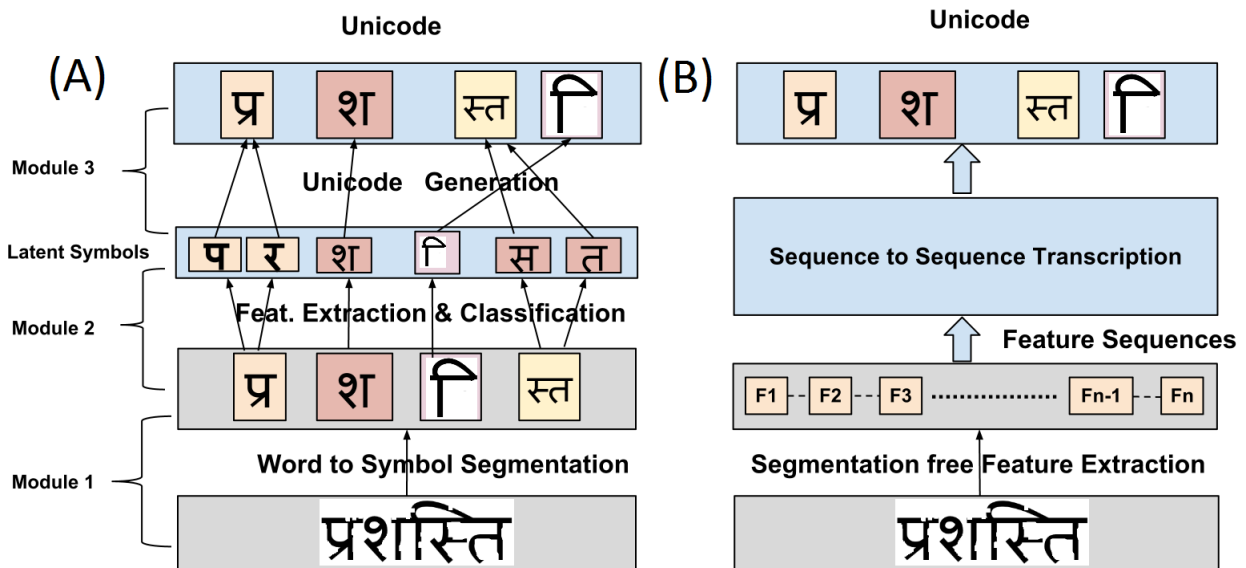 Unicode Unicode
(A) (B)
प्र श स्त ि प्र श स्त ि
Module 3
Unicode Generation
Latent Symbols प र श ि स त
Sequence to Sequence Transcription
Module 2
Feat. Extraction & Classification
Feature Sequences
प्र श ि स्त F1 F2 F3 Fn-1 Fn
Module 1
Word to Symbol Segmentation Segmentation free Feature Extraction
प्रशस्ति प्रशस्ति